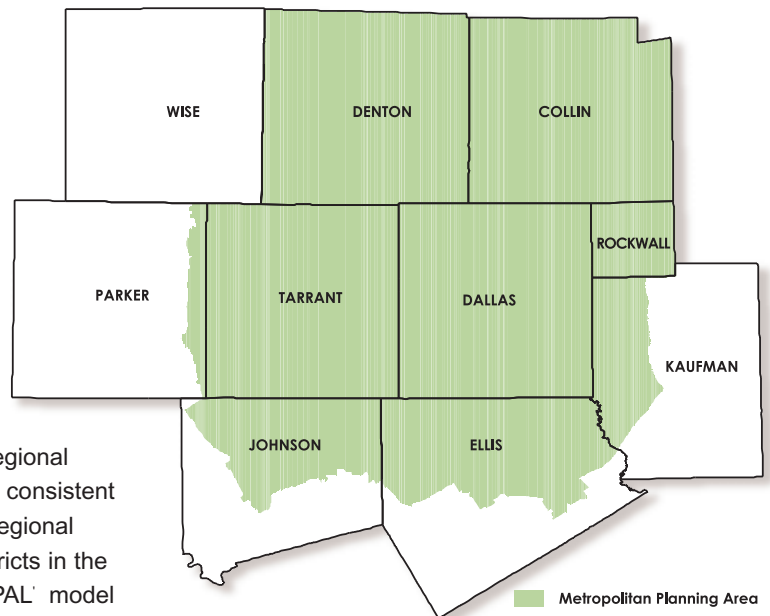 WISE
DENTON
COLLIN
ROCKWALL
PARKER
TARRANT
DALLAS
KAUFMAN
JOHNSON
ELLIS
egional
consistent
egional
ricts in the
PAL' model
Metropolitan Planning Area